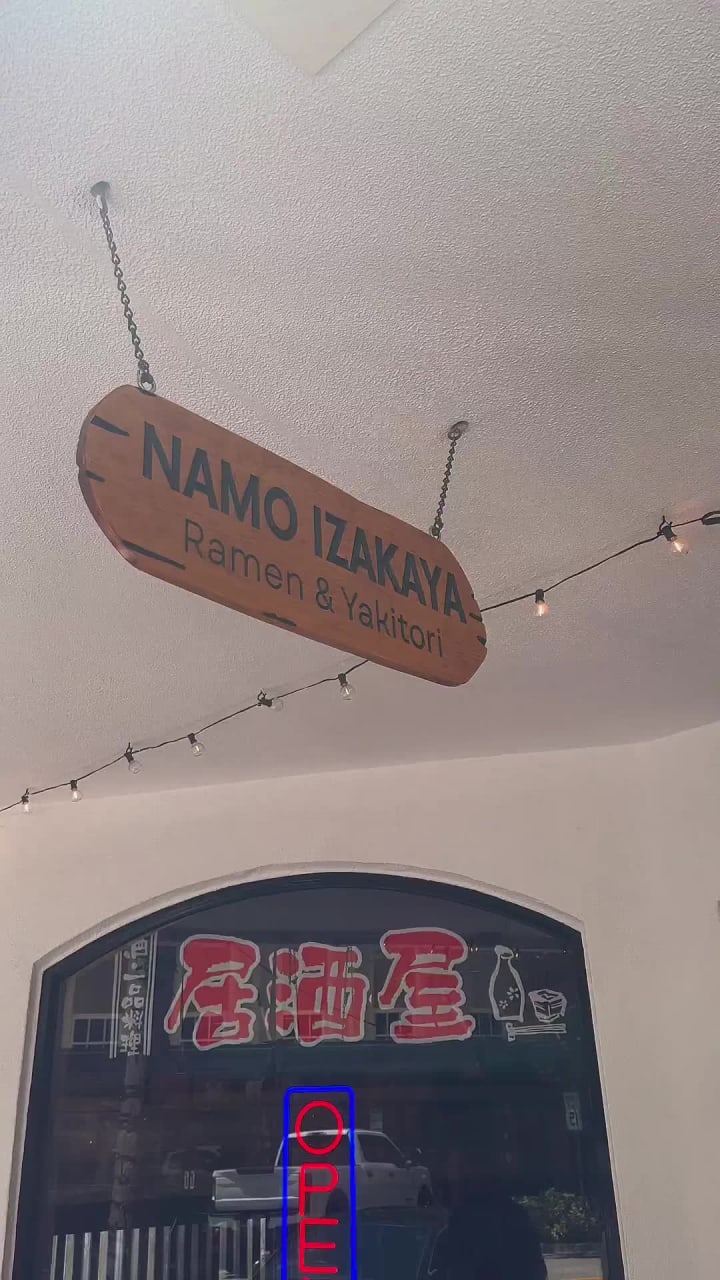 NAMO IZAKAYA
Ramen & Yakitori
居酒屋
OPE